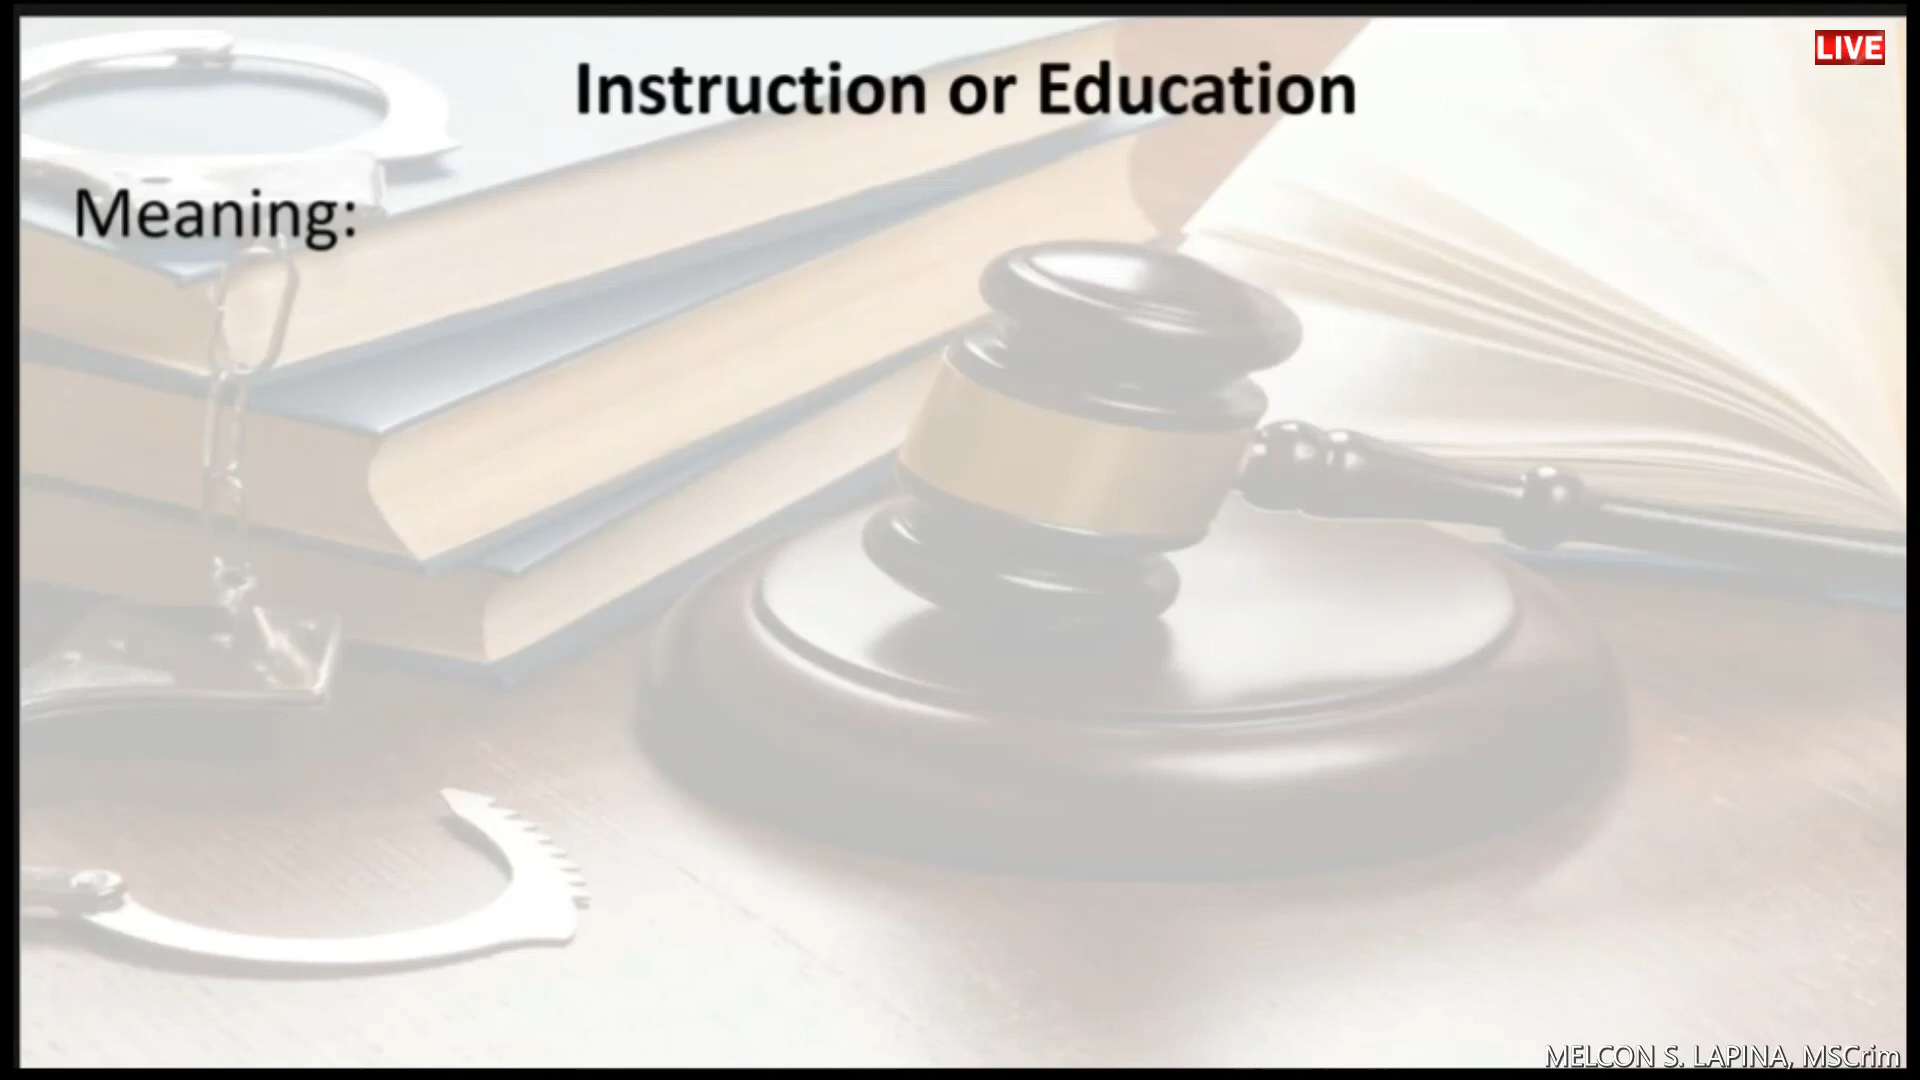 LIVE
Instruction or Education
Meaning:
MELCON S. LAPINA, MSCrim